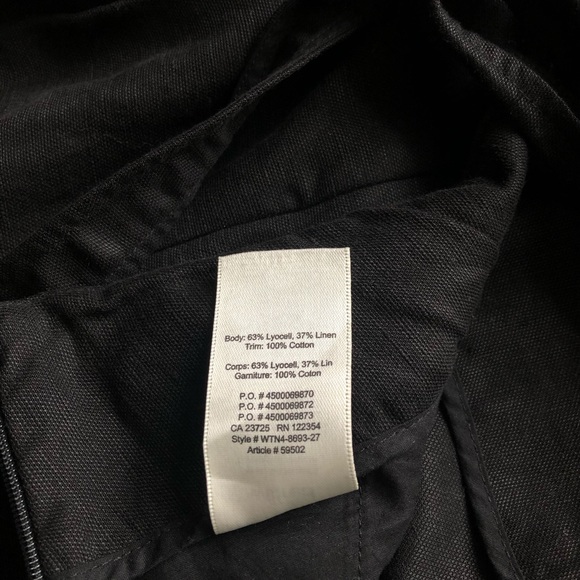 Body: 63% Lyocell, 37% Linen
Trim: 100% Cotton
Corps: 63% Lyocell, 37% Lin
Garniture: 100% Coton
P.O. # 4500069870
P.O. # 4500069872
P.O. # 4500069873
CA 23725 RN 122354
Style # WTN4-8693-27
Article # 59502